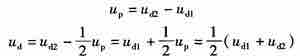 u_p = u_d2 − u_d1
u_d = u_d2 − 1/2 u_p = u_d1 + 1/2 u_p = 1/2 ( u_d1 + u_d2 )